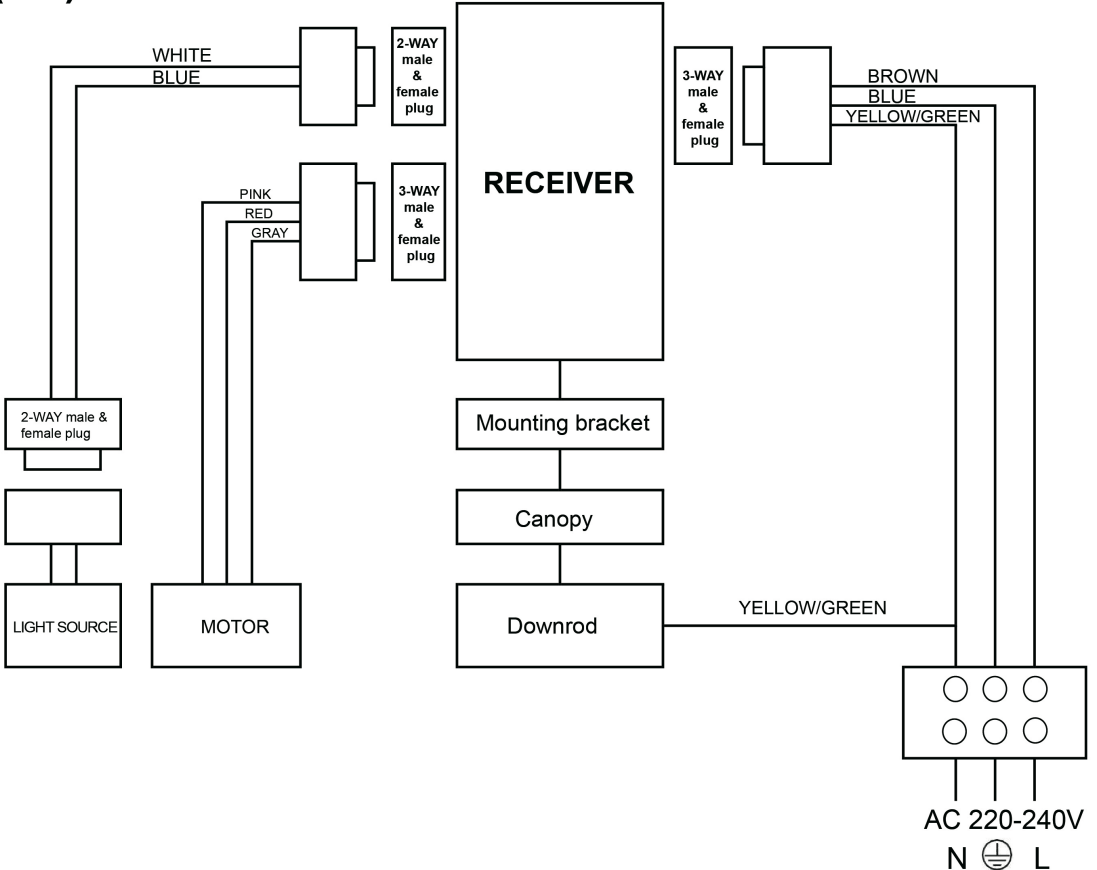 WHITE
BLUE
2-WAY
male
&
female
plug
PINK
RED
GRAY
3-WAY
male
&
female
plug
RECEIVER
3-WAY
male
&
female
plug
BROWN
BLUE
YELLOW/GREEN
2-WAY male &
female plug
LIGHT SOURCE
MOTOR
Mounting bracket
Canopy
Downrod
YELLOW/GREEN
AC 220-240V
N L